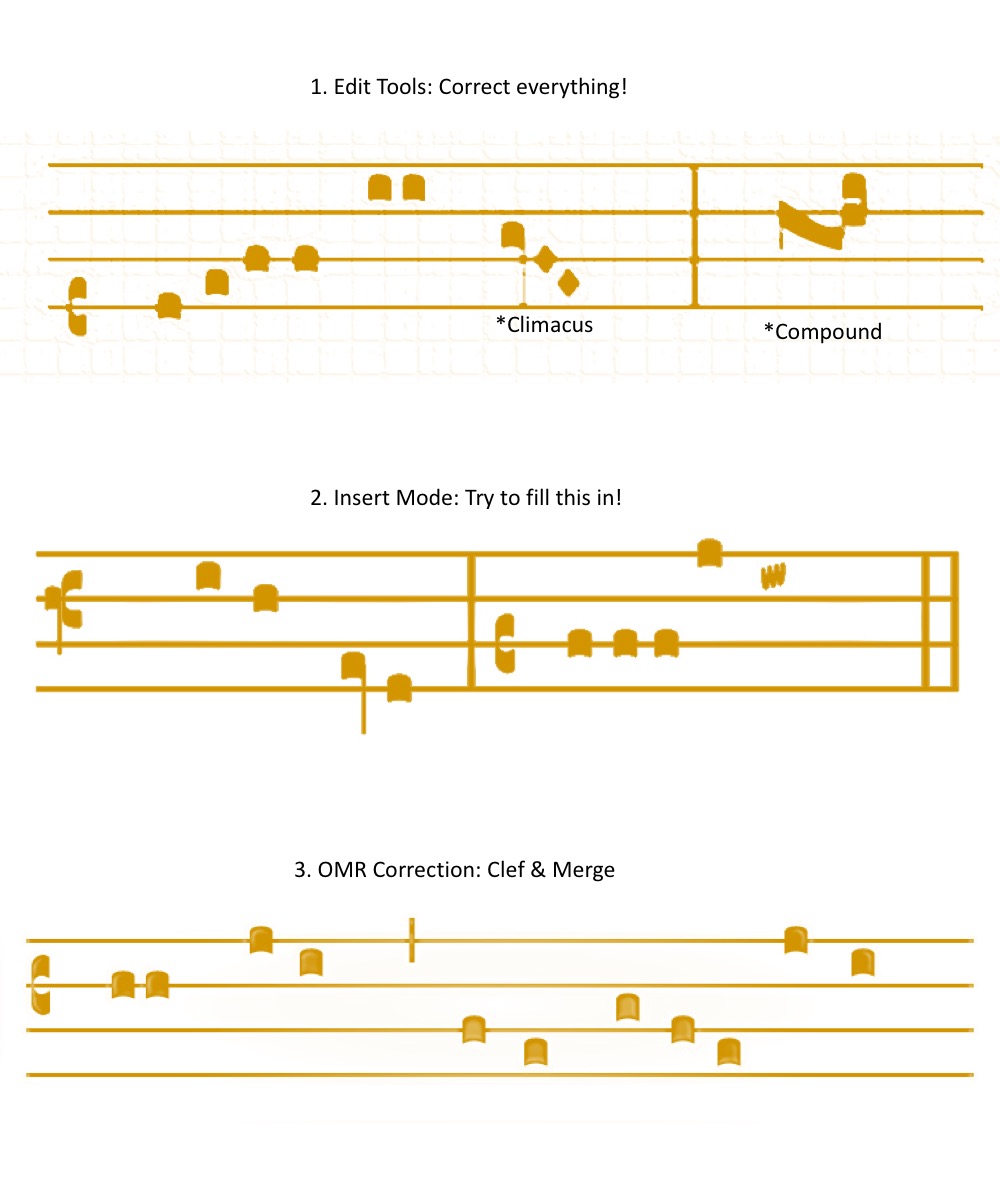 1. Edit Tools: Correct everything!
*Climacus
*Compound
2. Insert Mode: Try to fill this in!
3. OMR Correction: Clef & Merge